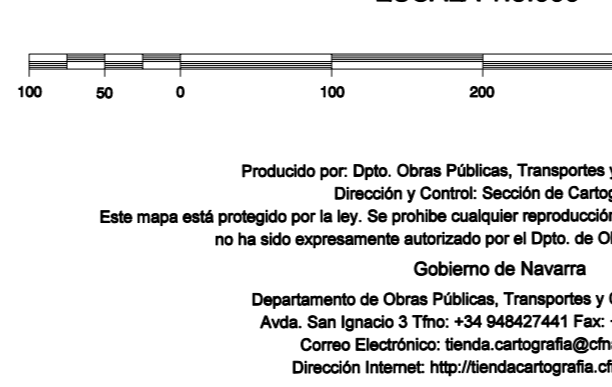 100 50 0 100 200
Producido por: Dpto. Obras Públicas, Transportes y
Dirección y Control: Sección de Cartog
Este mapa está protegido por la ley. Se prohibe cualquier reproducción
no ha sido expresamente autorizado por el Dpto. de O
Gobierno de Navarra
Departamento de Obras Públicas, Transportes y
Avda. San Ignacio 3 Tfno: +34 948427441 Fax:
Correo Electrónico: tienda.cartografia@cfn
Dirección Internet: http://tiendacartografia.cf